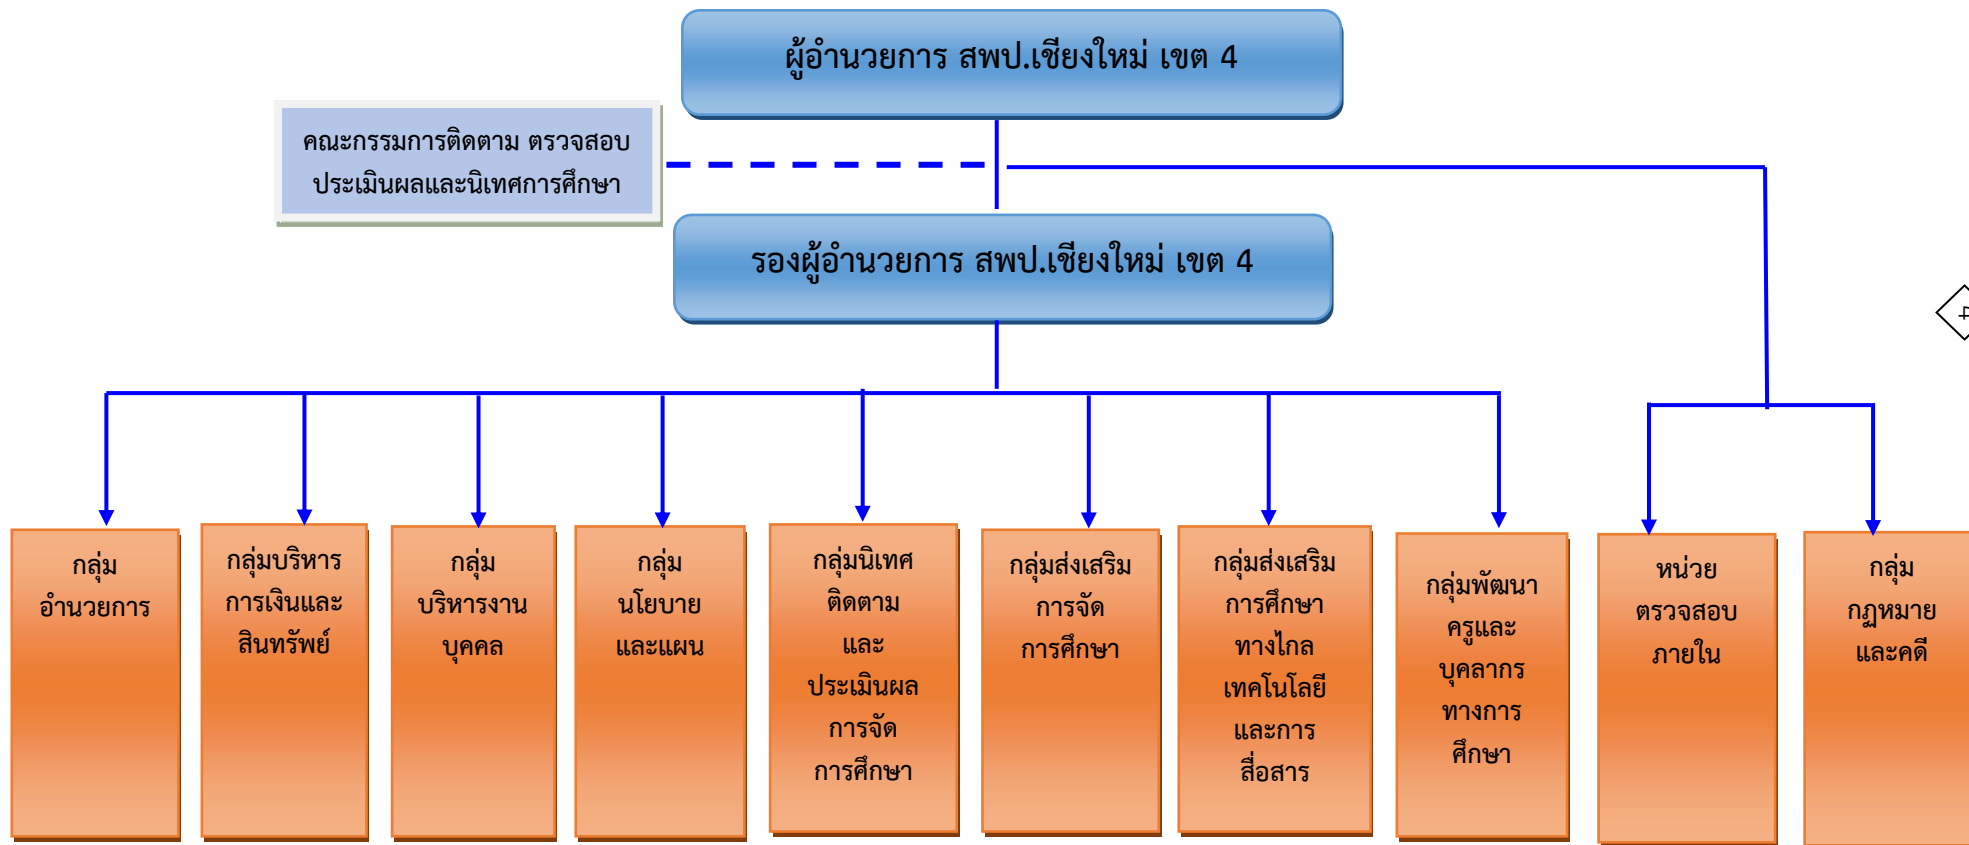 ผู้อำนวยการ สพป.เชียงใหม่ เขต 4
คณะกรรมการติดตาม ตรวจสอบ
ประเมินผลและนิเทศการศึกษา
รองผู้อำนวยการ สพป.เชียงใหม่ เขต 4
กลุ่ม
อำนวยการ
กลุ่มบริหาร
การเงินและ
สินทรัพย์
กลุ่ม
บริหารงาน
บุคคล
กลุ่ม
นโยบาย
และแผน
กลุ่มนิเทศ
ติดตาม
และ
ประเมินผล
การจัด
การศึกษา
กลุ่มส่งเสริม
การจัด
การศึกษา
กลุ่มส่งเสริม
การศึกษา
ทางไกล
เทคโนโลยี
และการ
สื่อสาร
กลุ่มพัฒนา
ครูและ
บุคลากร
ทางการ
ศึกษา
หน่วย
ตรวจสอบ
ภายใน
กลุ่ม
กฏหมาย
และคดี